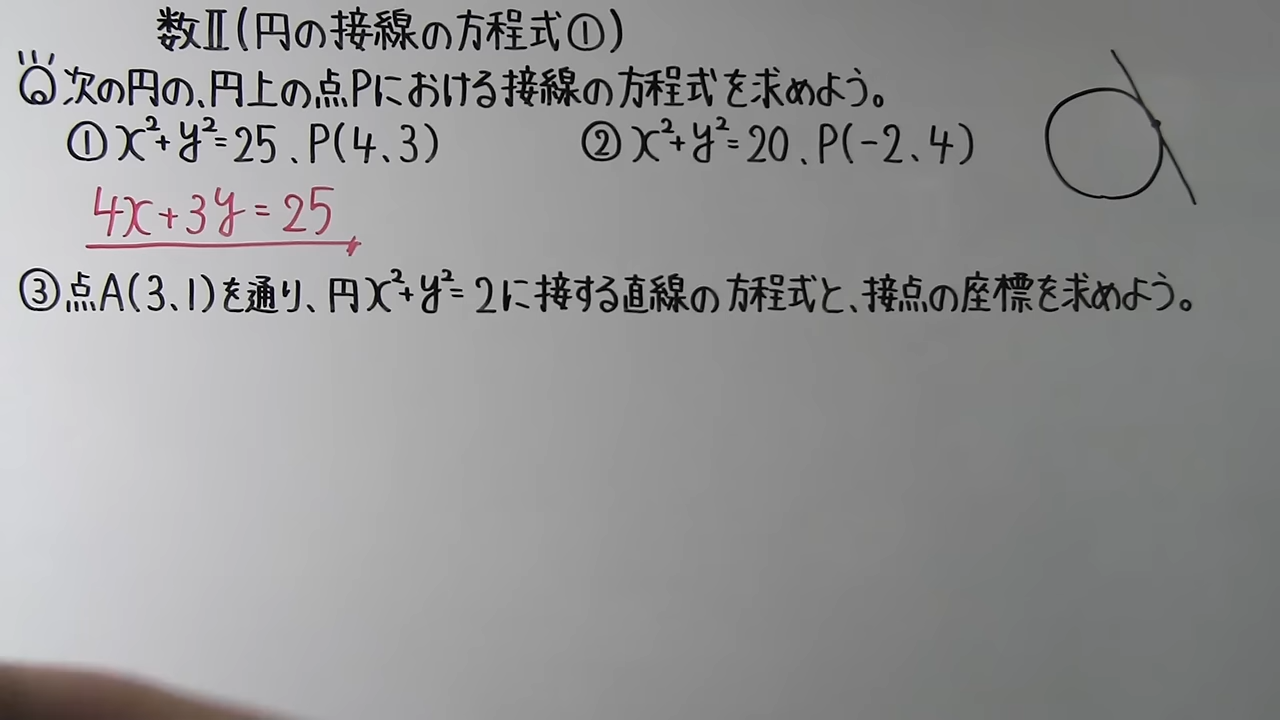 数Ⅱ(円の接線の方程式①)
Q次の円の、円上の点Pにおける接線の方程式を求めよう。
①x²+y²=25、P(4、3) ②x²+y²=20、P(-2、4)
4x+3y=25
③点A(3、1)を通り、円x²+y²=2に接する直線の方程式と、接点の座標を求めよう。